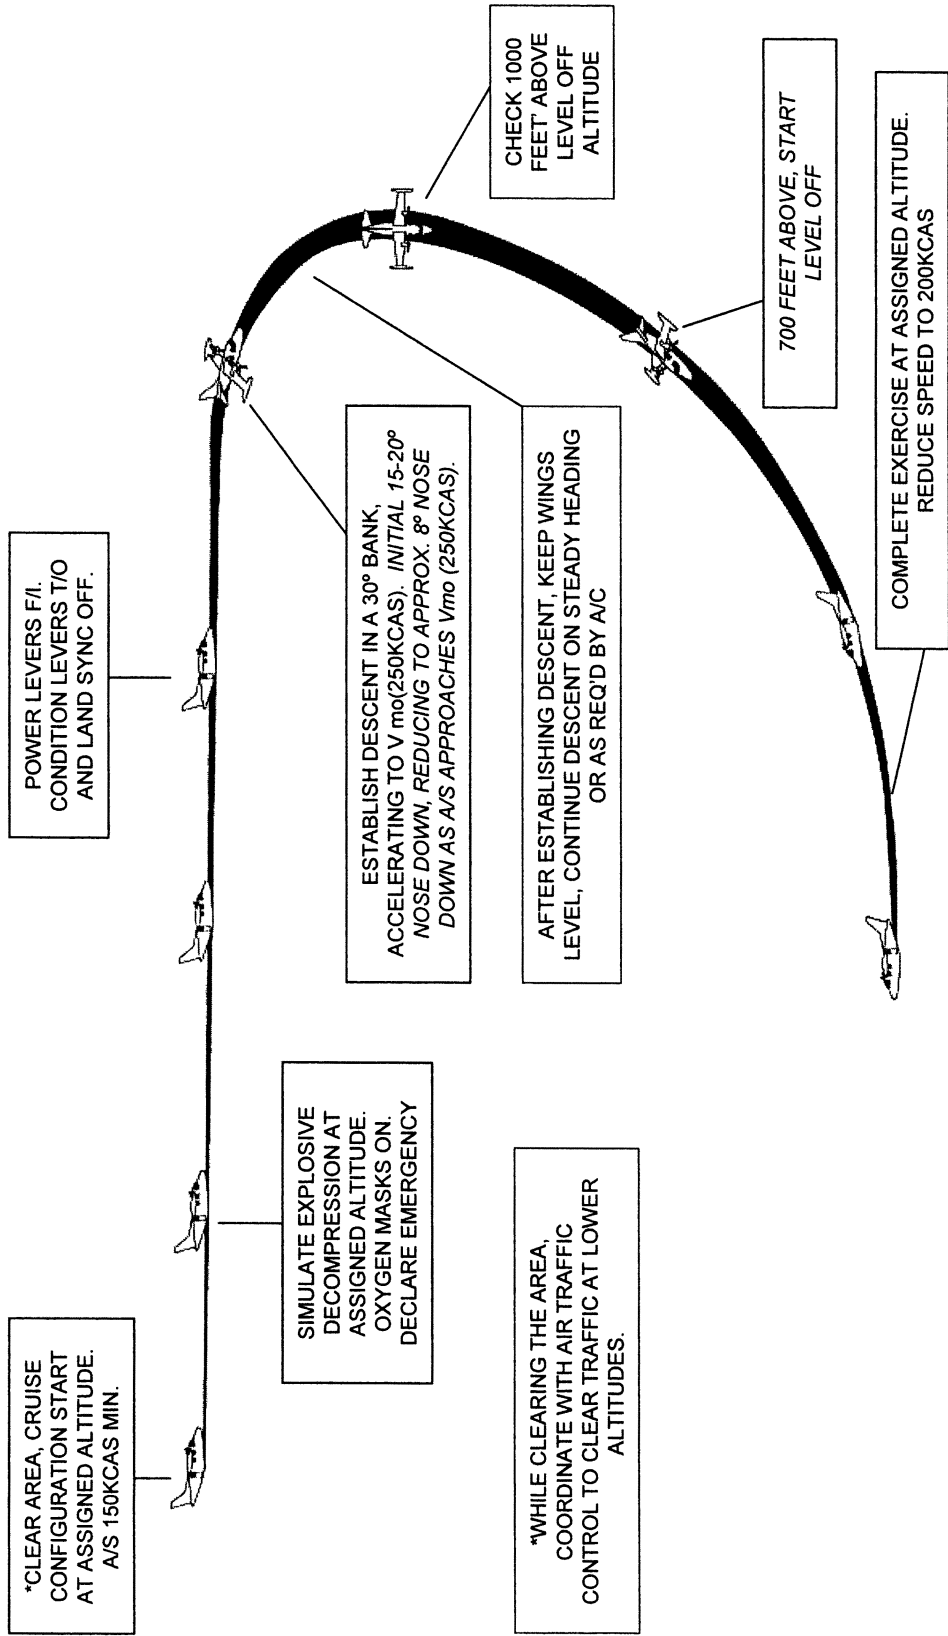 *CLEAR AREA, CRUISE
CONFIGURATION START
AT ASSIGNED ALTITUDE.
A/S 150KCAS MIN.
SIMULATE EXPLOSIVE
DECOMPRESSION AT
ASSIGNED ALTITUDE.
OXYGEN MASKS ON.
DECLARE EMERGENCY
POWER LEVERS F/I.
CONDITION LEVERS T/O
AND LAND SYNC OFF.
ESTABLISH DESCENT IN A 30º BANK,
ACCELERATING TO V mo(250KCAS). INITIAL 15-20º
NOSE DOWN, REDUCING TO APPROX. 8º NOSE
DOWN AS A/S APPROACHES Vmo (250KCAS).
AFTER ESTABLISHING DESCENT, KEEP WINGS
LEVEL, CONTINUE DESCENT ON STEADY HEADING
OR AS REQ'D BY A/C
CHECK 1000
FEET' ABOVE
LEVEL OFF
ALTITUDE
700 FEET ABOVE, START
LEVEL OFF
COMPLETE EXERCISE AT ASSIGNED ALTITUDE.
REDUCE SPEED TO 200KCAS
*WHILE CLEARING THE AREA,
COORDINATE WITH AIR TRAFFIC
CONTROL TO CLEAR TRAFFIC AT LOWER
ALTITUDES.